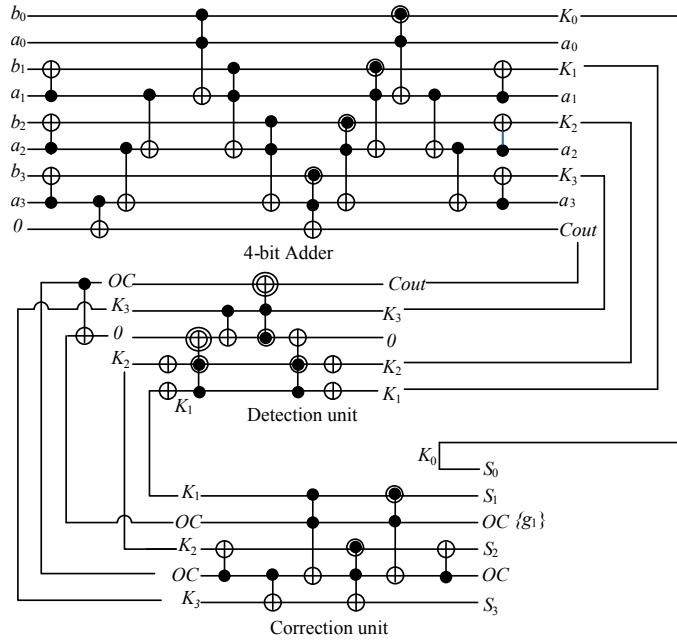 b0 K0
a0 a0
b1 K1
a1 a1
b2 K2
a2 a2
b3 K3
a3 a3
0 Cout
4-bit Adder
OC Cout
K3 K3
0 0
K2 K2
K1 K1
Detection unit
K0 S0
K1 S1
OC OC {g1}
K2 S2
OC OC
K3 S3
Correction unit